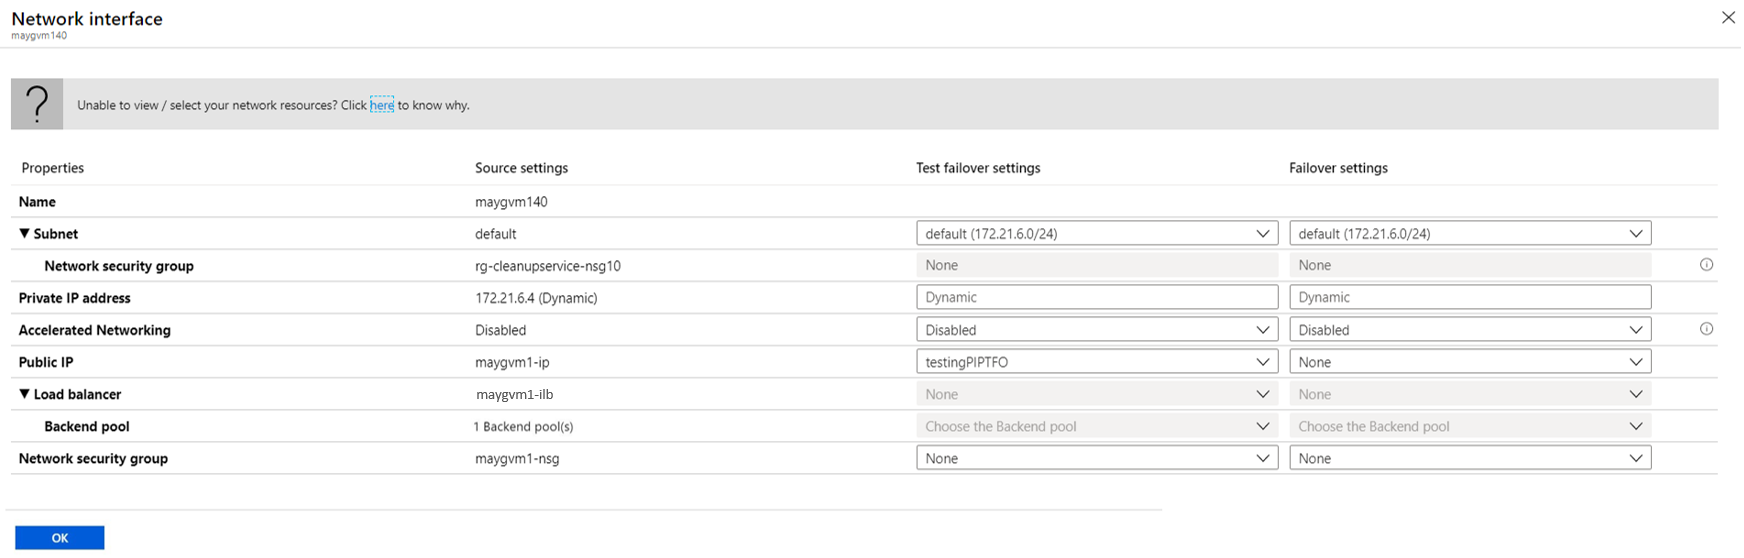 Network interface
maygvm140
? Unable to view / select your network resources? Click here to know why.
Properties Source settings Test failover settings Failover settings
Name maygvm140
Subnet default default (172.21.6.0/24) default (172.21.6.0/24)
Network security group rg-cleanupservice-nsg10 None None
Private IP address 172.21.6.4 (Dynamic) Dynamic Dynamic
Accelerated Networking Disabled Disabled Disabled
Public IP maygvm1-ip testingPIPTFO None
Load balancer maygvm1-ilb None None
Backend pool 1 Backend pool(s) Choose the Backend pool Choose the Backend pool
Network security group maygvm1-nsg None None
OK